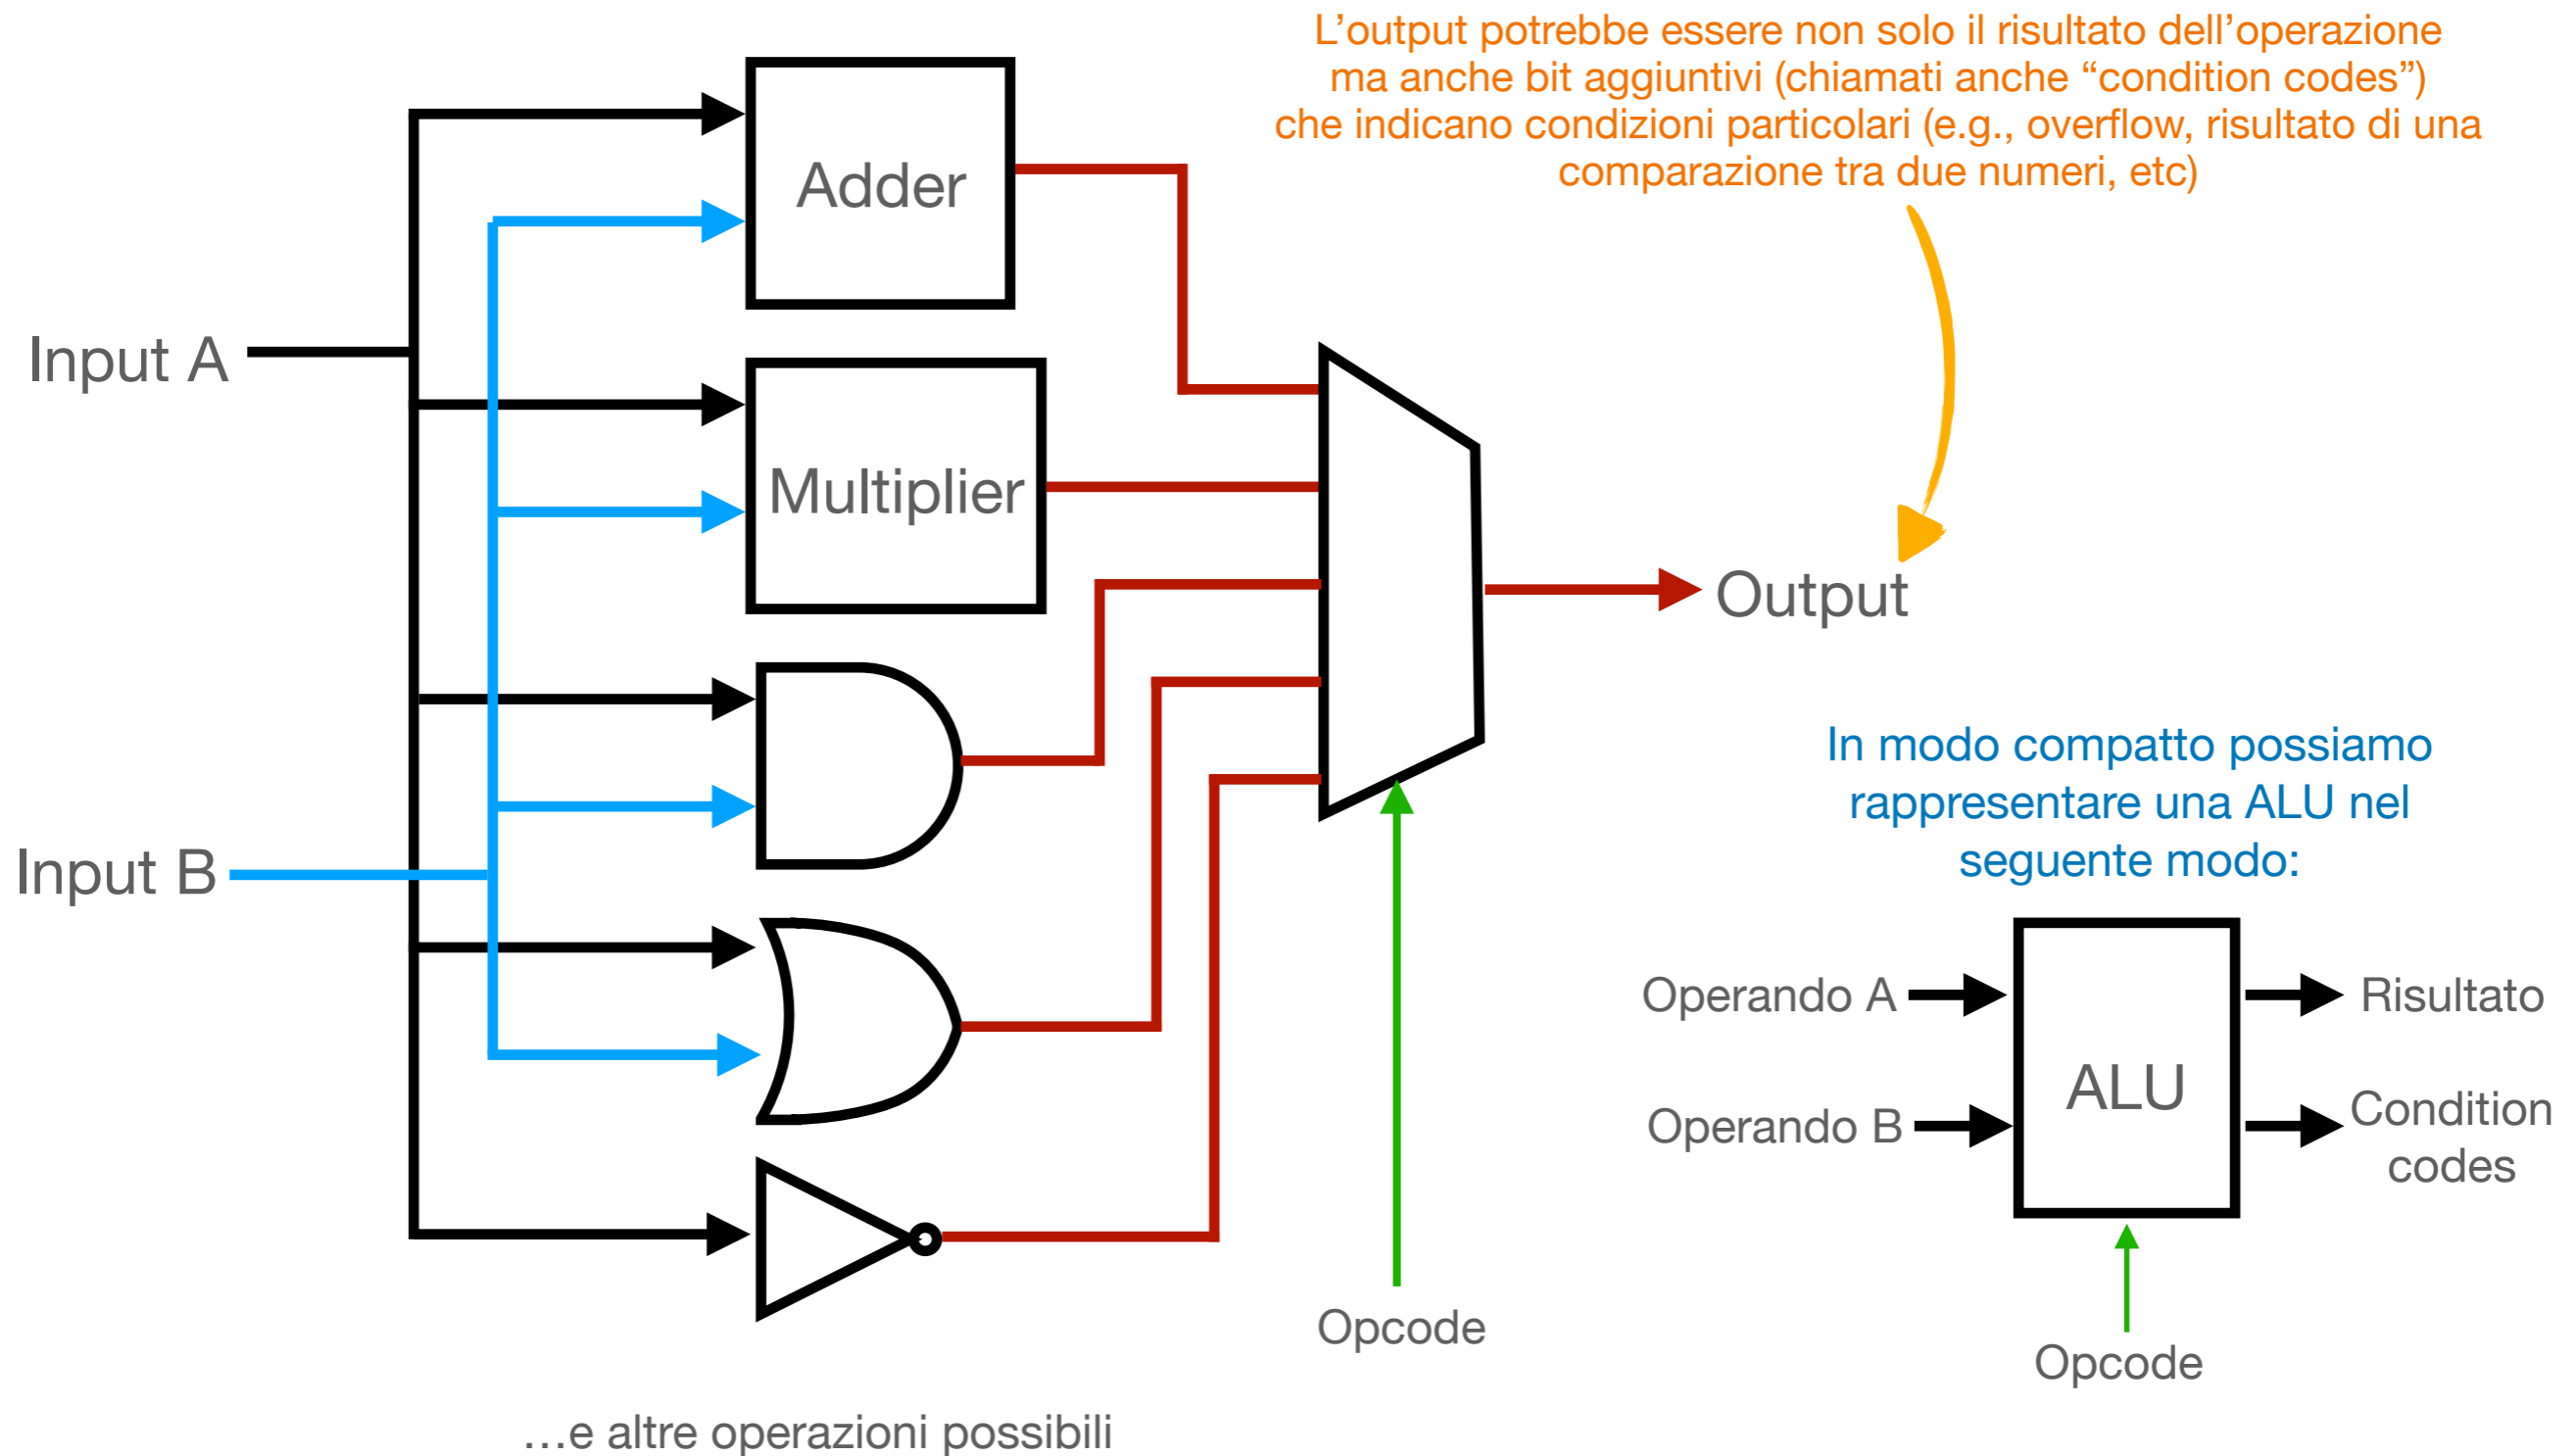 L’output potrebbe essere non solo il risultato dell’operazione
ma anche bit aggiuntivi (chiamati anche “condition codes”)
che indicano condizioni particolari (e.g., overflow, risultato di una
comparazione tra due numeri, etc)
Adder
Input A
Multiplier
Output
In modo compatto possiamo
rappresentare una ALU nel
seguente modo:
Input B
Operando A
Risultato
ALU
Operando B
Condition
codes
Opcode
Opcode
…e altre operazioni possibili